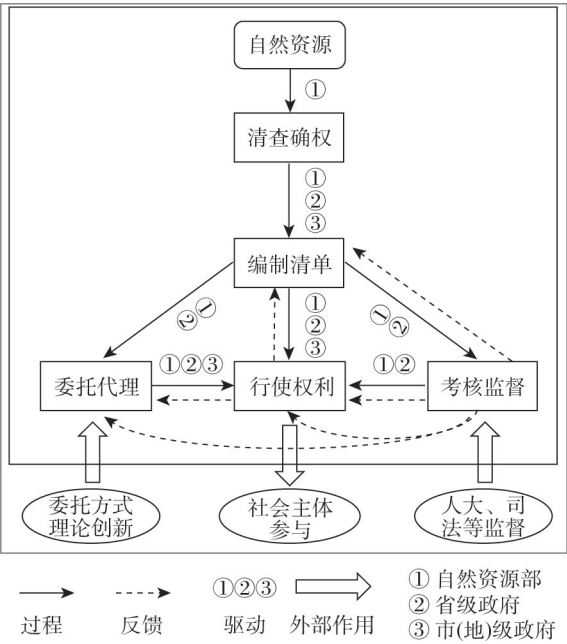 自然资源
①
清查确权
①
②
③
编制清单
①②
①
②
③
①②
委托代理
①②③
行使权利
①②
考核监督
委托方式
理论创新
社会主体
参与
人大、司
法等监督
过程
反馈
①②③
驱动
外部作用
① 自然资源部
② 省级政府
③ 市(地)级政府